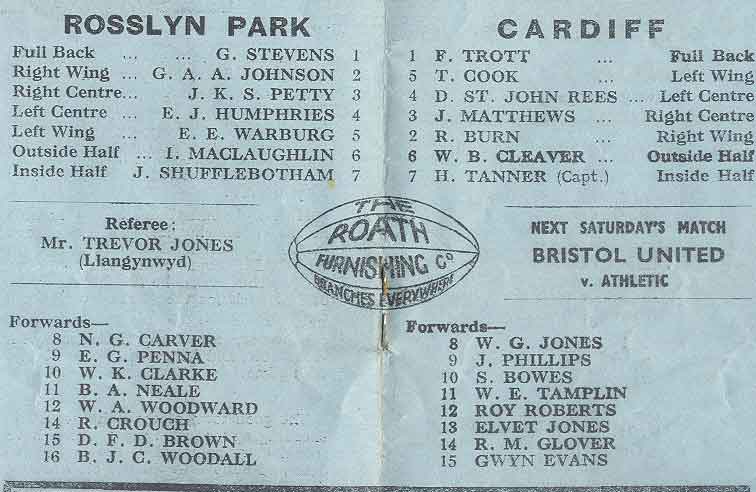 ROSSLYN PARK
Full Back ... ... G. STEVENS 1
Right Wing ... G. A. A. JOHNSON 2
Right Centre... J. K. S. PETTY 3
Left Centre ... E. J. HUMPHRIES 4
Left Wing ... E. E. WARBURG 5
Outside Half ... I. MACLAUGHLIN 6
Inside Half J. SHUFFLEBOTHAM 7
Referee:
Mr. TREVOR JONES
(Llangynwyd)
Forwards—
8 N. G. CARVER
9 E. G. PENNA
10 W. K. CLARKE
11 B. A. NEALE
12 W. A. WOODWARD
14 R. CROUCH
15 D. F. D. BROWN
16 B. J. C. WOODALL
THE
ROATH
FURNISHING Co
BRANCHES EVERYWHERE
CARDIFF
1 F. TROTT ... Full Back
5 T. COOK ... Left Wing
4 D. ST. JOHN REES ... Left Centre
3 J. MATTHEWS ... Right Centre
2 R. BURN ... Right Wing
6 W. B. CLEAVER ... Outside Half
7 H. TANNER (Capt.) Inside Half
NEXT SATURDAY'S MATCH
BRISTOL UNITED
v. ATHLETIC
Forwards—
8 W. G. JONES
9 J. PHILLIPS
10 S. BOWES
11 W. E. TAMPLIN
12 ROY ROBERTS
13 ELVET JONES
14 R. M. GLOVER
15 GWYN EVANS